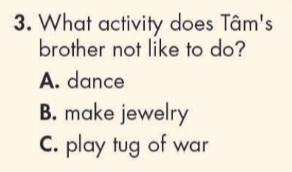 3. What activity does Tâm's
brother not like to do?
A. dance
B. make jewelry
C. play tug of war